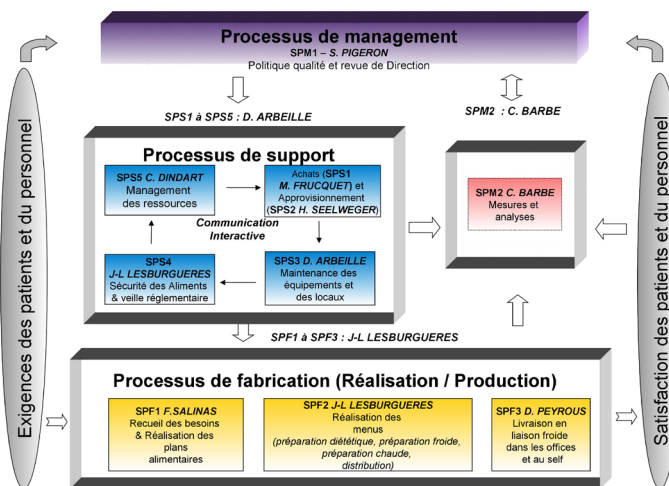 Processus de management
SPM1 – S. PIGERON
Politique qualité et revue de Direction
SPS1 à SPS5 : D. ARBEILLE
SPM2 : C. BARBE
Exigences des patients et du personnel
Processus de support
SPS5 C. DINDART
Management
des ressources
Achats (SPS1
M. FRUCQUET) et
Approvisionnement
(SPS2 H. SEELWEGER)
Communication
Interactive
SPS4
J-L LESBURGUERES
Sécurité des Aliments
& veille réglementaire
SPS3 D. ARBEILLE
Maintenance des
équipements et
des locaux
SPM2 C. BARBE
Mesures et
analyses
Satisfaction des patients et du personnel
SPF1 à SPF3 : J-L LESBURGUERES
Processus de fabrication (Réalisation / Production)
SPF1 F.SALINAS
Recueil des besoins
& Réalisation des
plans
alimentaires
SPF2 J-L LESBURGUERES
Réalisation des
menus
(préparation diététique, préparation froide,
préparation chaude,
distribution)
SPF3 D. PEYROUS
Livraison en
liaison froide
dans les offices
et au self